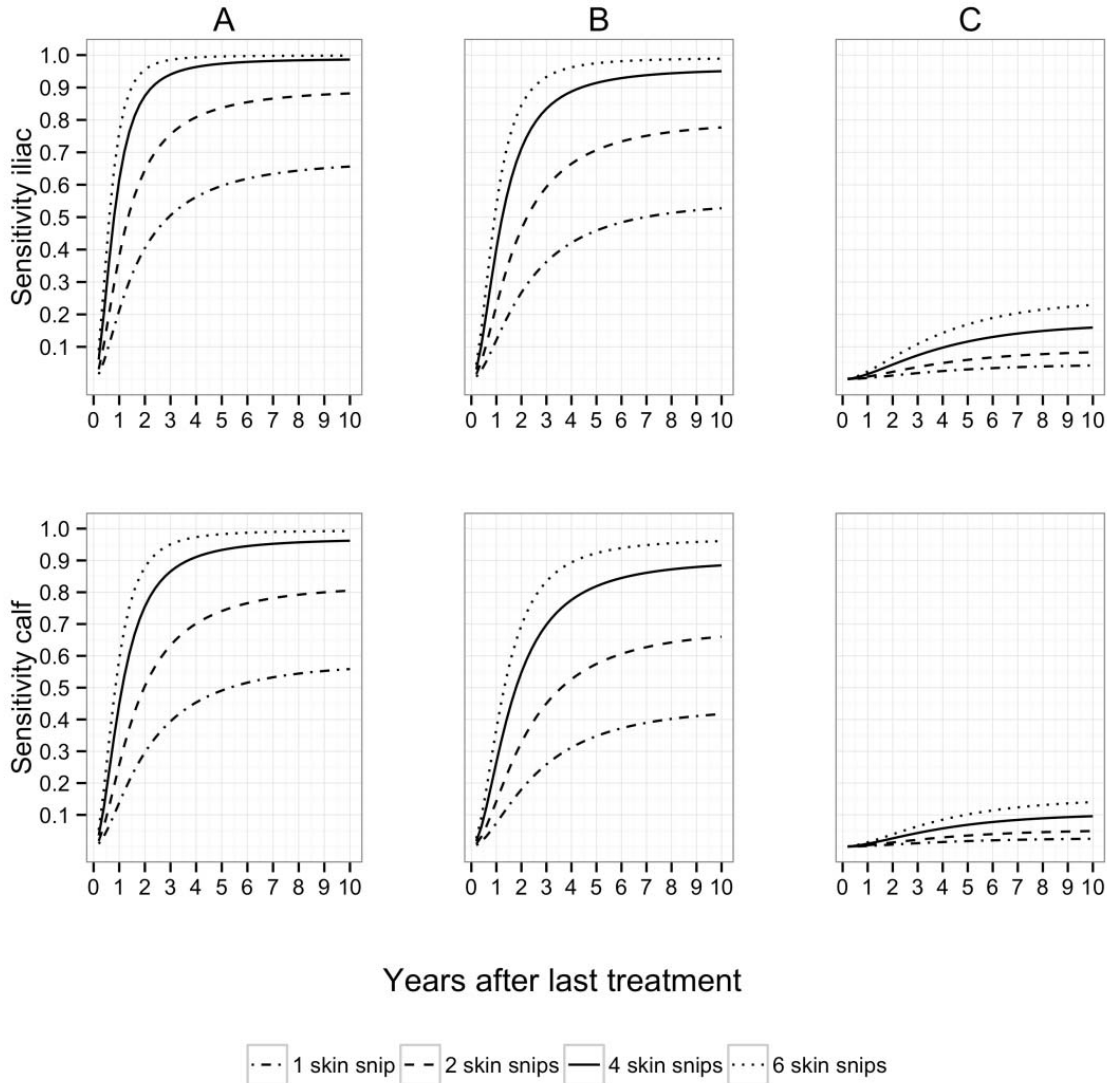 A B C
Sensitivity iliac
1.0
0.9
0.8
0.7
0.6
0.5
0.4
0.3
0.2
0.1
0 1 2 3 4 5 6 7 8 9 10
0 1 2 3 4 5 6 7 8 9 10
0 1 2 3 4 5 6 7 8 9 10
Sensitivity calf
1.0
0.9
0.8
0.7
0.6
0.5
0.4
0.3
0.2
0.1
0 1 2 3 4 5 6 7 8 9 10
0 1 2 3 4 5 6 7 8 9 10
0 1 2 3 4 5 6 7 8 9 10
Years after last treatment
1 skin snip 2 skin snips 4 skin snips 6 skin snips